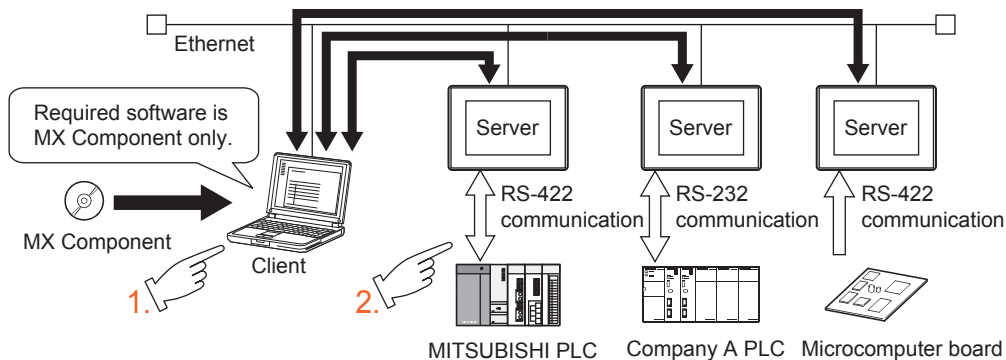 Ethernet
Required software is
MX Component only.
Server
Server
Server
RS-422
communication
RS-232
communication
RS-422
communication
MX Component
Client
1.
2.
MITSUBISHI PLC
Company A PLC
Microcomputer board